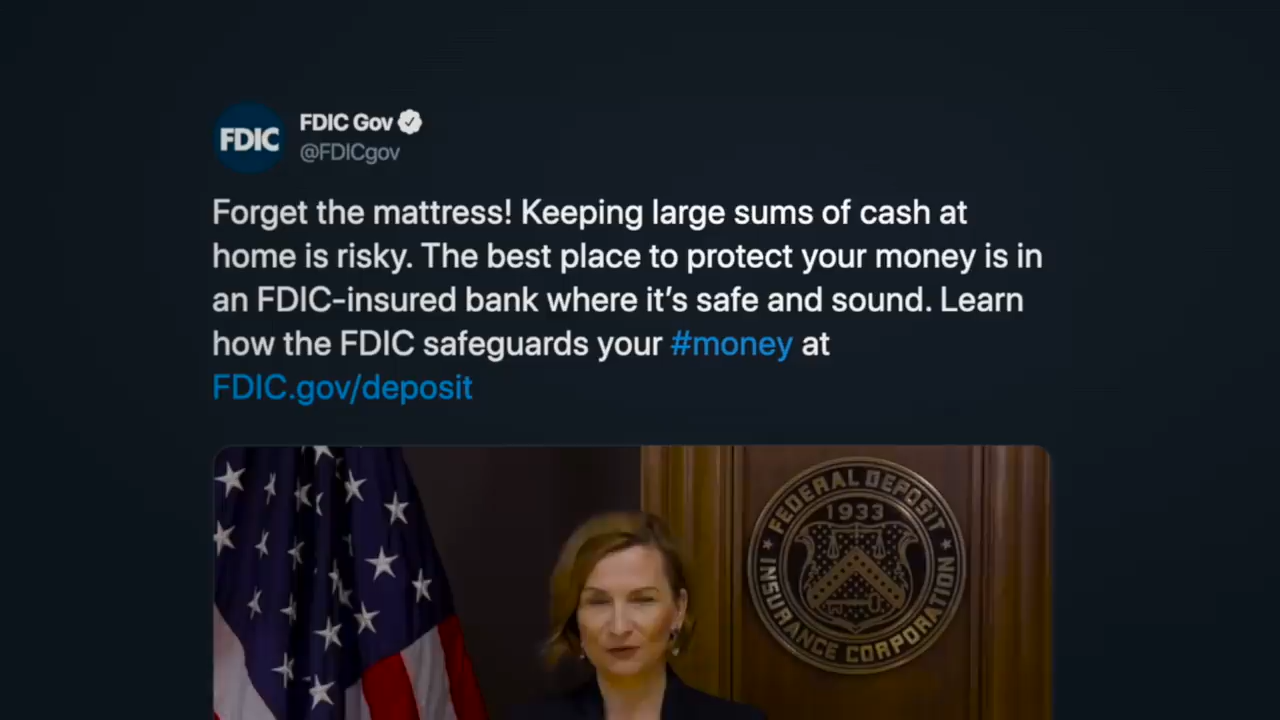 FDIC
FDIC Gov
@FDICgov
Forget the mattress! Keeping large sums of cash at
home is risky. The best place to protect your money is in
an FDIC-insured bank where it's safe and sound. Learn
how the FDIC safeguards your #money at
FDIC.gov/deposit
FEDERAL DEPOSIT
1933
INSURANCE CORPORATION